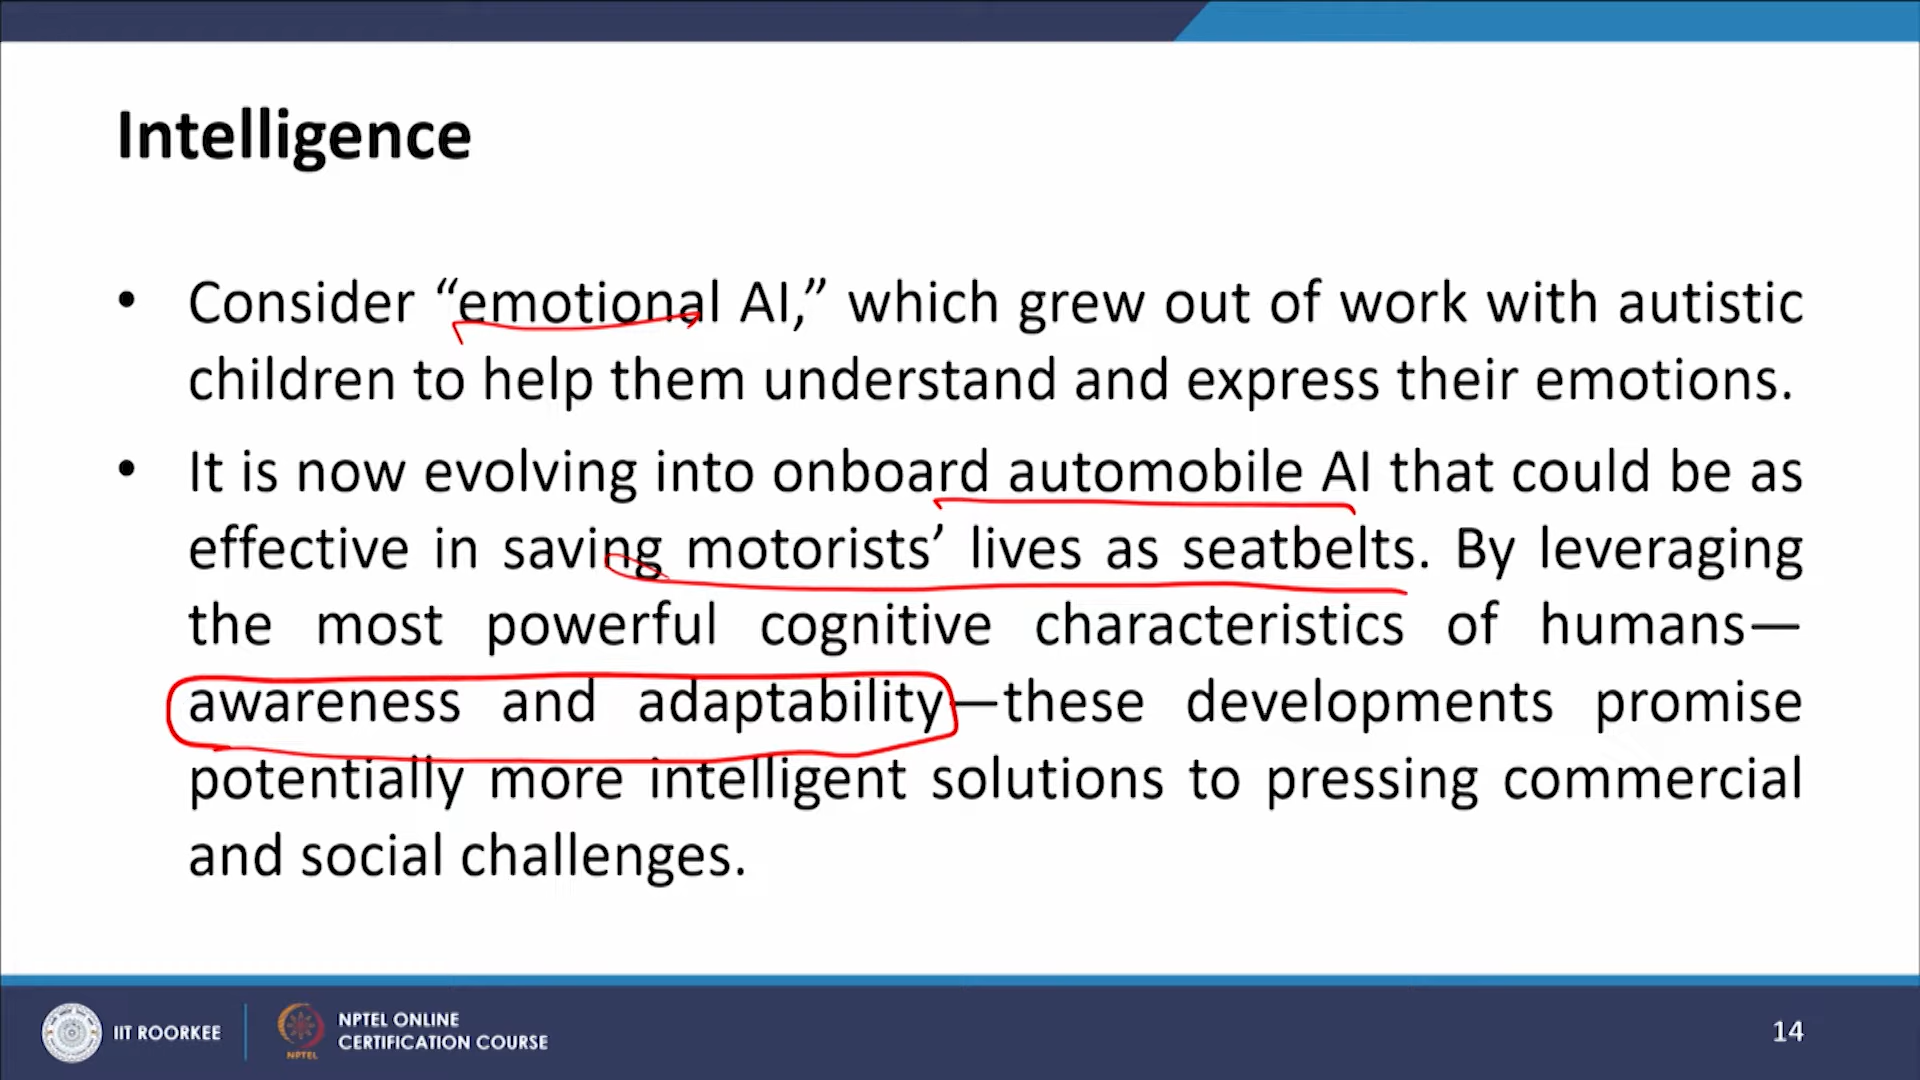 Intelligence
• Consider “emotional AI,” which grew out of work with autistic
children to help them understand and express their emotions.
• It is now evolving into onboard automobile AI that could be as
effective in saving motorists’ lives as seatbelts. By leveraging
the most powerful cognitive characteristics of humans—
awareness and adaptability—these developments promise
potentially more intelligent solutions to pressing commercial
and social challenges.
IIT ROORKEE
NPTEL
NPTEL ONLINE
CERTIFICATION COURSE
14